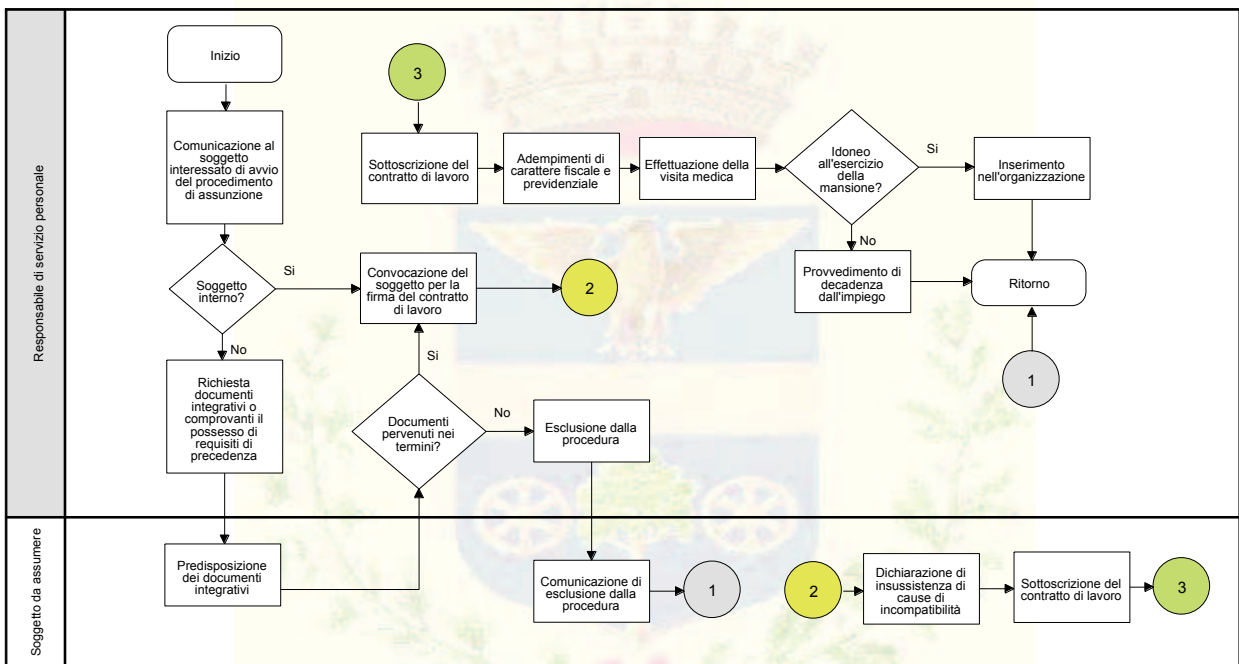 Responsabile di servizio personale
Inizio
Comunicazione al
soggetto
interessato di avvio
del procedimento
di assunzione
Soggetto
interno?
Si
No
Richiesta
documenti
integrativi o
comprovanti il
possesso di
requisiti di
precedenza
3
Sottoscrizione del
contratto di lavoro
Adempimenti di
carattere fiscale e
previdenziale
Effettuazione della
visita medica
Idoneo
all'esercizio
della
mansione?
Si
No
Inserimento
nell'organizzazione
Provvedimento di
decadenza
dall'impiego
Ritorno
1
Convocazione del
soggetto per la
firma del contratto
di lavoro
2
Si
Documenti
pervenuti nei
termini?
No
Esclusione dalla
procedura
Soggetto da assumere
Predisposizione
dei documenti
integrativi
Comunicazione di
esclusione dalla
procedura
1
2
Dichiarazione di
insussistenza di
cause di
incompatibilità
Sottoscrizione del
contratto di lavoro
3